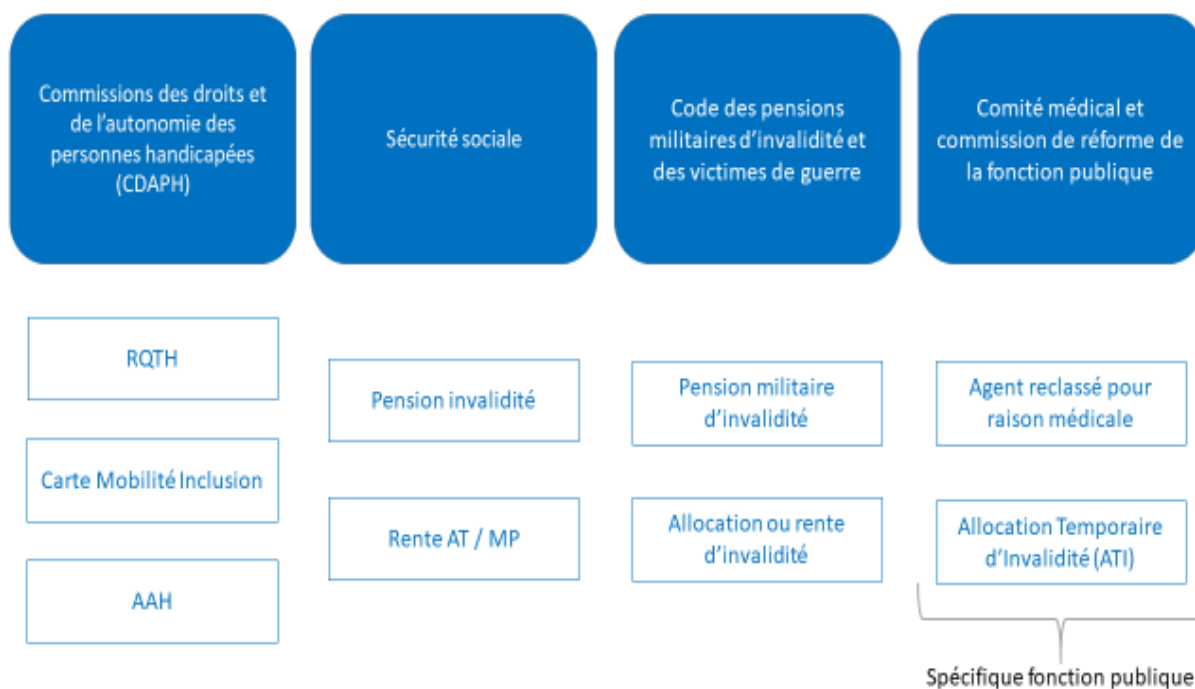 Commissions des droits et
de l’autonomie des
personnes handicapées
(CDAPH)
Sécurité sociale
Code des pensions
militaires d’invalidité et
des victimes de guerre
Comité médical et
commission de réforme de
la fonction publique
RQTH
Carte Mobilité Inclusion
AAH
Pension invalidité
Rente AT / MP
Pension militaire
d’invalidité
Allocation ou rente
d’invalidité
Agent reclassé pour
raison médicale
Allocation Temporaire
d’Invalidité (ATI)
Spécifique fonction publique